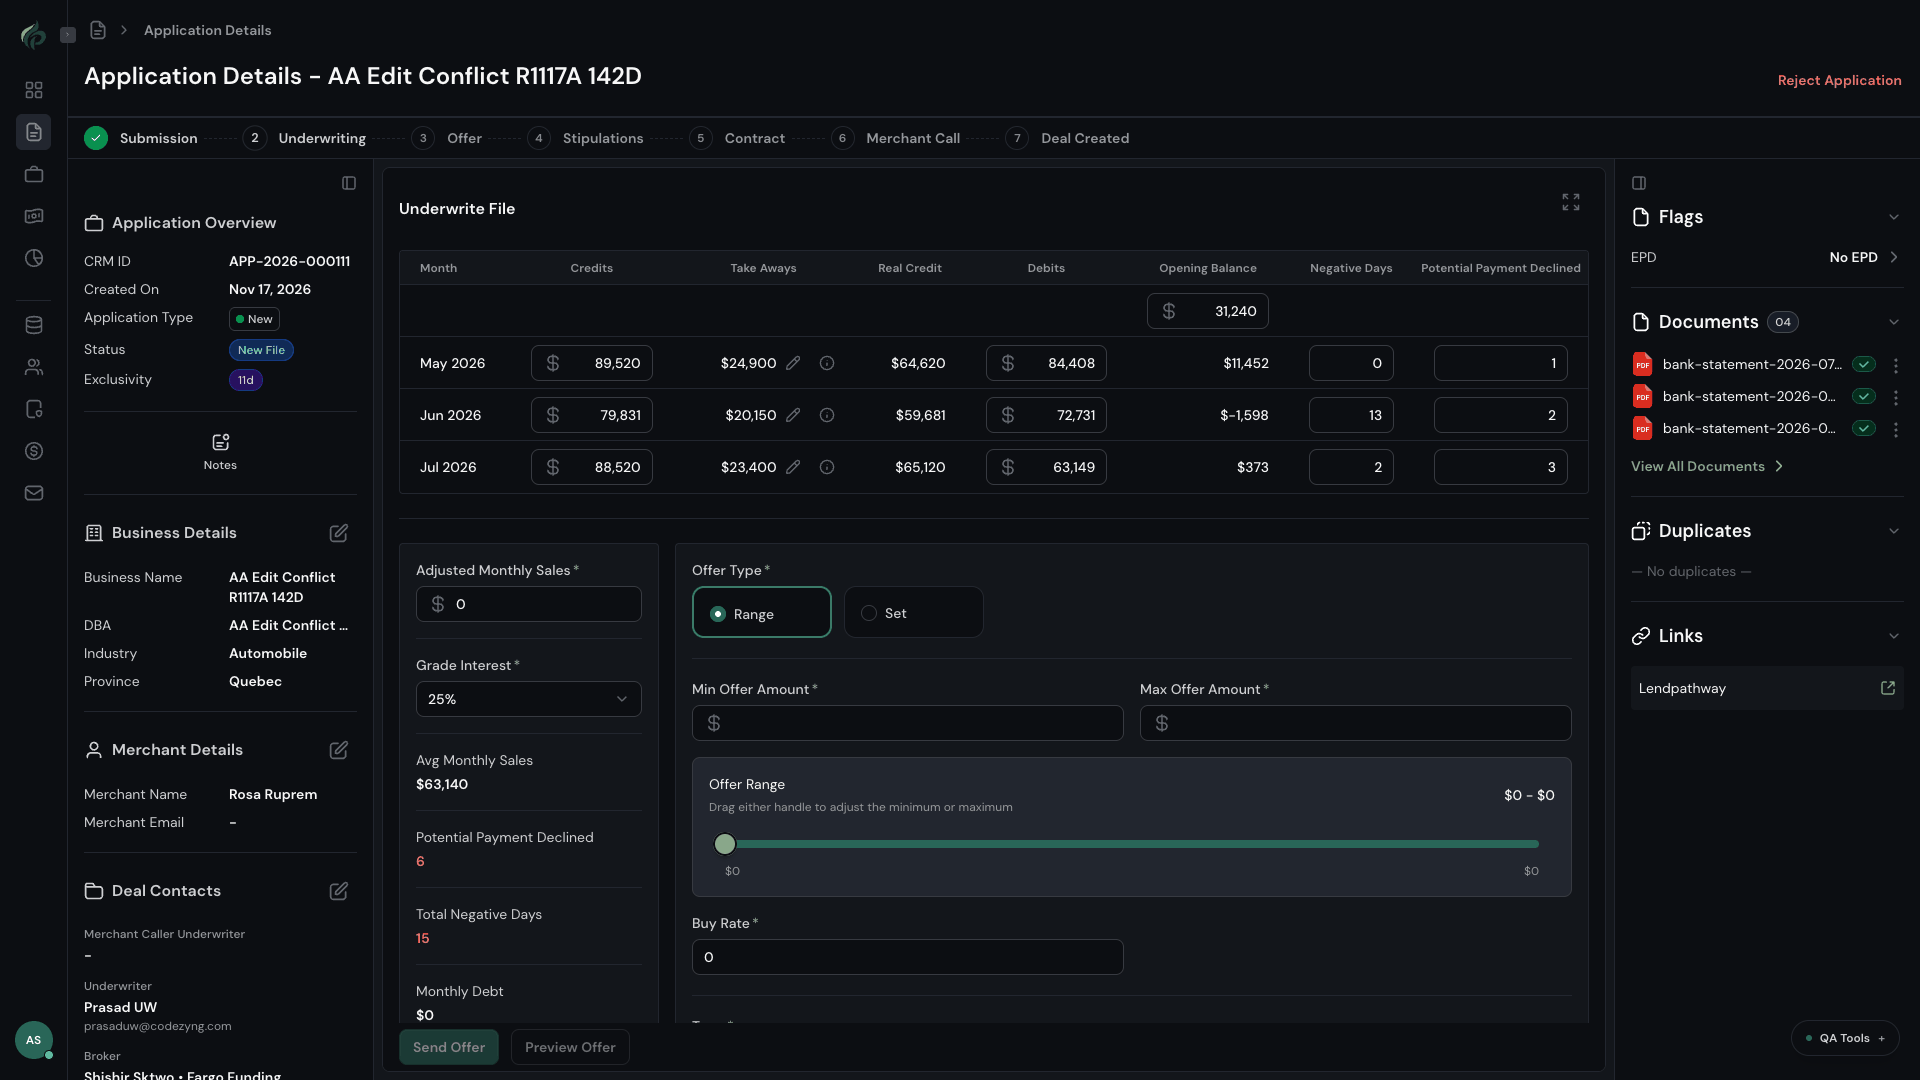 Application Details
Application Details - AA Edit Conflict R1117A 142D
Reject Application
Submission
2 Underwriting
3 Offer
4 Stipulations
5 Contract
6 Merchant Call
7 Deal Created
Application Overview
CRM ID APP-2026-000111
Created On Nov 17, 2026
Application Type New
Status New File
Exclusivity 11d
Notes
Business Details
Business Name AA Edit Conflict
R1117A 142D
DBA AA Edit Conflict ...
Industry Automobile
Province Quebec
Merchant Details
Merchant Name Rosa Ruprem
Merchant Email -
Deal Contacts
Merchant Caller Underwriter
-
Underwriter
Prasad UW
prasaduw@codezyng.com
Broker
Shishir Sktwo • Fargo Funding
AS
Underwrite File
Month Credits Take Aways Real Credit Debits Opening Balance Negative Days Potential Payment Declined
$ 31,240
May 2026 $ 89,520 $24,900 $64,620 $ 84,408 $11,452 0 1
Jun 2026 $ 79,831 $20,150 $59,681 $ 72,731 $-1,598 13 2
Jul 2026 $ 88,520 $23,400 $65,120 $ 63,149 $373 2 3
Adjusted Monthly Sales *
$ 0
Grade Interest *
25%
Avg Monthly Sales
$63,140
Potential Payment Declined
6
Total Negative Days
15
Monthly Debt
$0
Offer Type *
Range
Set
Min Offer Amount *
$
Max Offer Amount *
$
Offer Range
Drag either handle to adjust the minimum or maximum
$0 - $0
$0 $0
Buy Rate *
0
Send Offer
Preview Offer
Flags
EPD No EPD
Documents 04
PDF bank-statement-2026-07...
PDF bank-statement-2026-0...
PDF bank-statement-2026-0...
View All Documents
Duplicates
— No duplicates —
Links
Lendpathway
QA Tools +